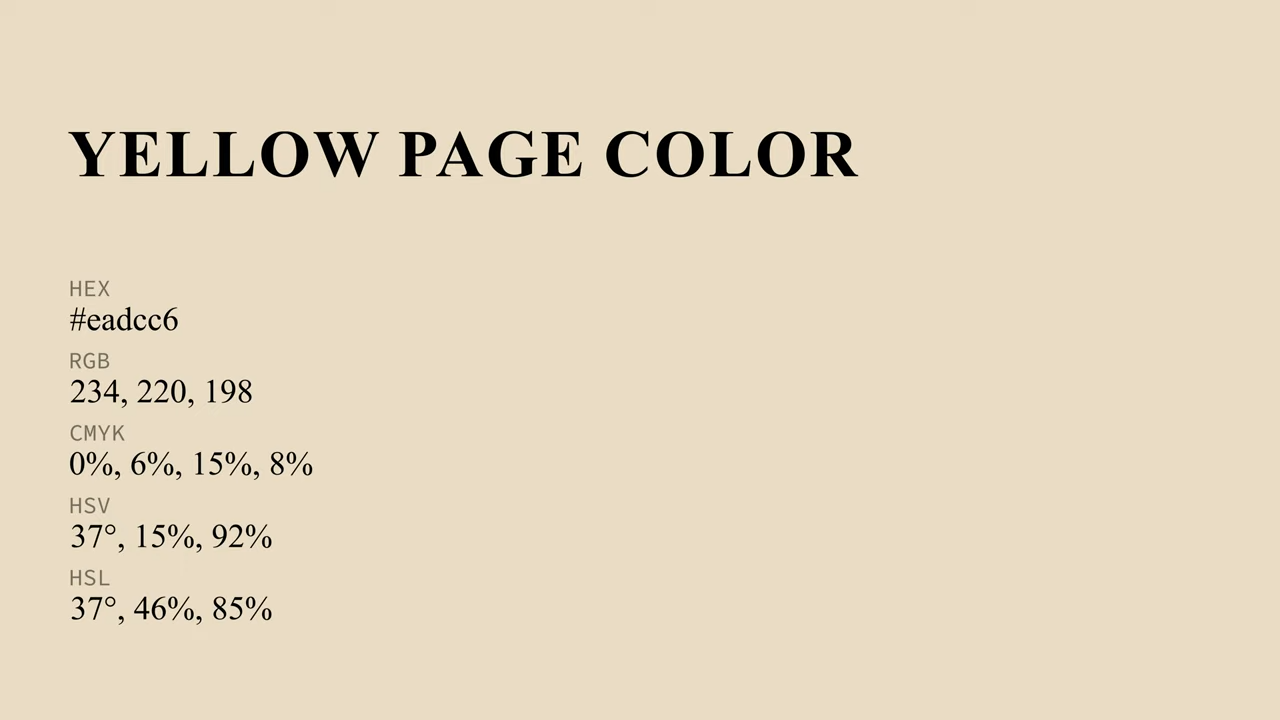 YELLOW PAGE COLOR
HEX
#eadcc6
RGB
234, 220, 198
CMYK
0%, 6%, 15%, 8%
HSV
37°, 15%, 92%
HSL
37°, 46%, 85%